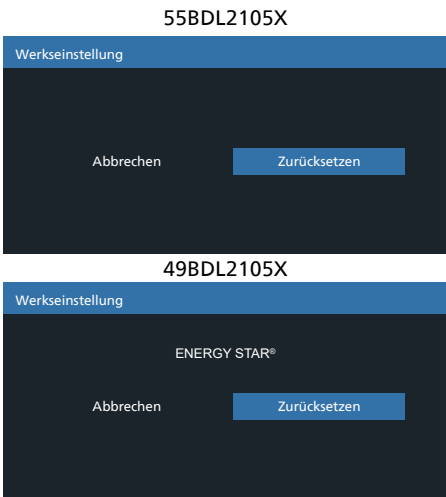 55BDL2105X
Werkseinstellung
Abbrechen Zurücksetzen
49BDL2105X
Werkseinstellung
ENERGY STAR®
Abbrechen Zurücksetzen